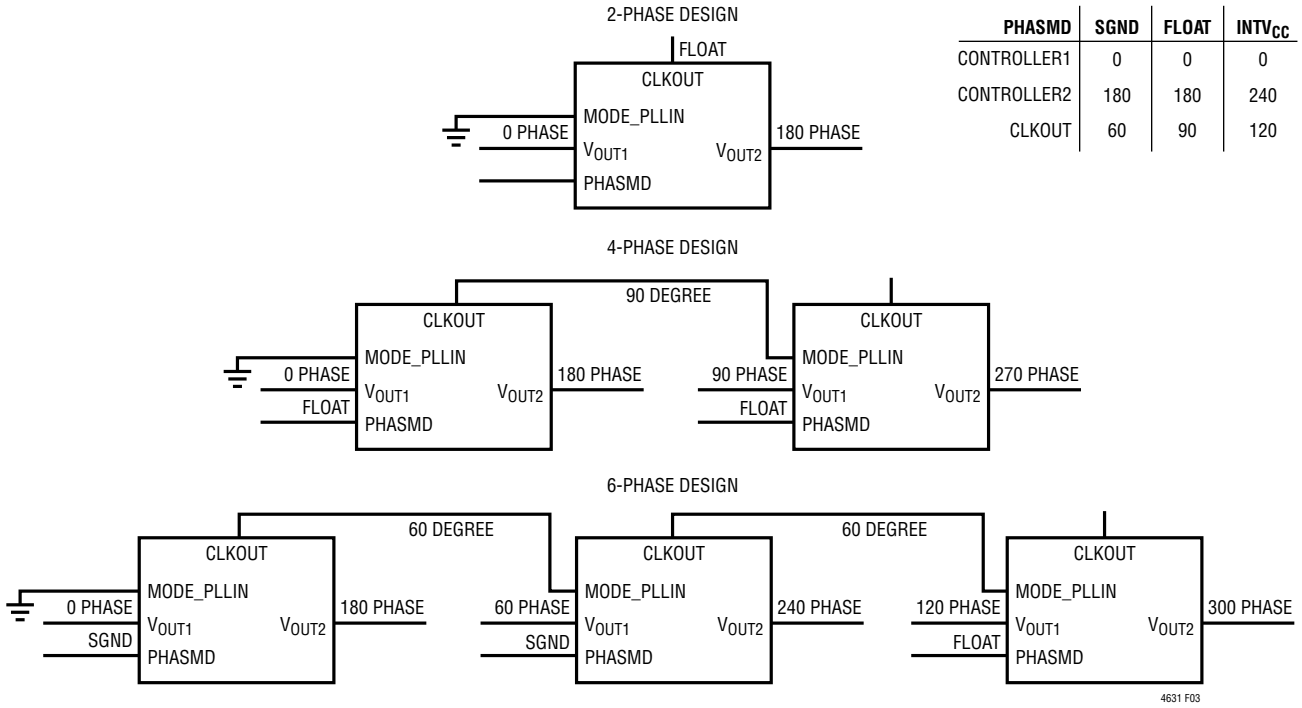 2-PHASE DESIGN
FLOAT
CLKOUT
MODE_PLLIN
0 PHASE
180 PHASE
VOUT1
VOUT2
PHASMD
PHASMD SGND FLOAT INTVCC
CONTROLLER1 0 0 0
CONTROLLER2 180 180 240
CLKOUT 60 90 120
4-PHASE DESIGN
90 DEGREE
CLKOUT
CLKOUT
MODE_PLLIN
MODE_PLLIN
0 PHASE
180 PHASE
90 PHASE
270 PHASE
VOUT1
VOUT2
VOUT1
VOUT2
FLOAT
PHASMD
FLOAT
PHASMD
6-PHASE DESIGN
60 DEGREE
60 DEGREE
CLKOUT
CLKOUT
CLKOUT
MODE_PLLIN
MODE_PLLIN
MODE_PLLIN
0 PHASE
180 PHASE
60 PHASE
240 PHASE
120 PHASE
300 PHASE
VOUT1
VOUT2
VOUT1
VOUT2
VOUT1
VOUT2
SGND
PHASMD
SGND
PHASMD
FLOAT
PHASMD
4631 F03